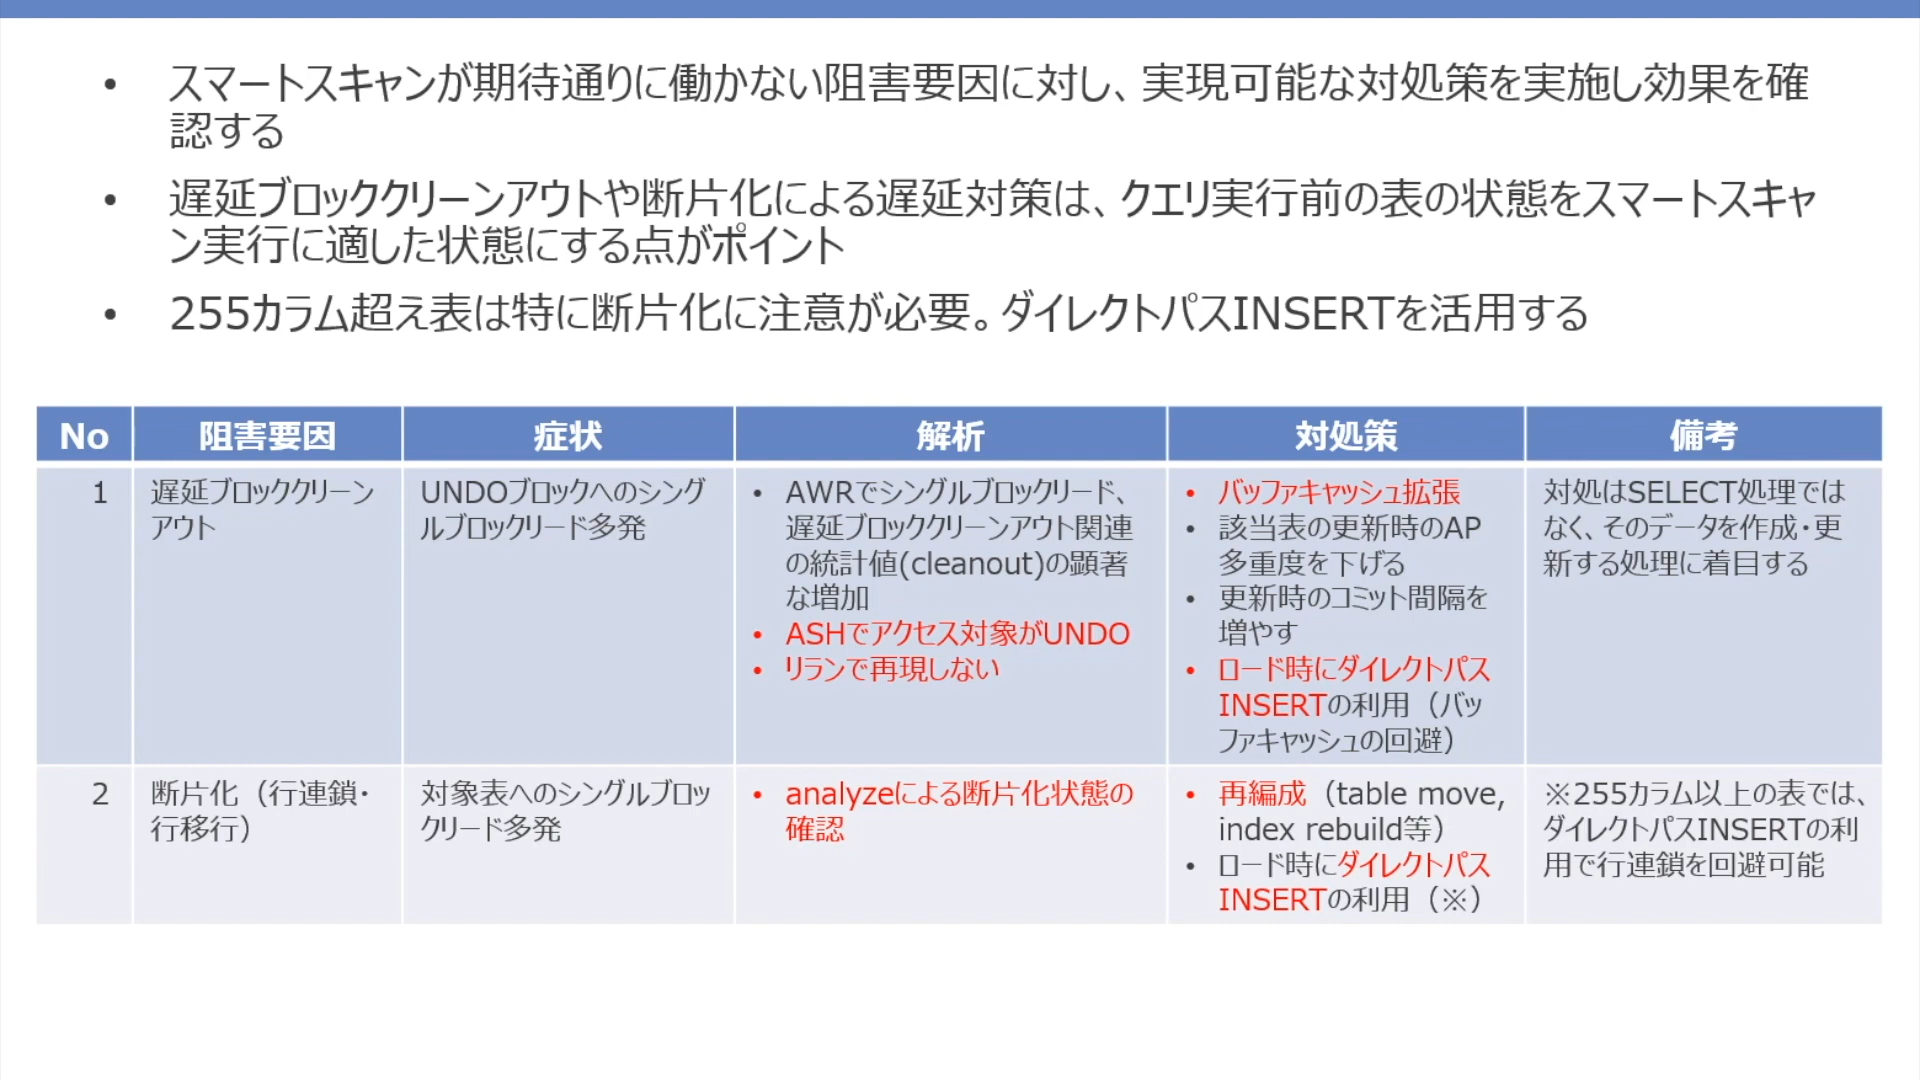 • スマートスキャンが期待通りに働かない阻害要因に対し、実現可能な対処策を実施し効果を確
認する
• 遅延ブロッククリーンアウトや断片化による遅延対策は、クエリ実行前の表の状態をスマートスキャ
ン実行に適した状態にする点がポイント
• 255カラム超え表は特に断片化に注意が必要。ダイレクトパスINSERTを活用する
No
阻害要因
症状
解析
対処策
備考
1
遅延ブロッククリーン
アウト
UNDOブロックへのシング
ルブロックリード多発
• AWRでシングルブロックリード、
遅延ブロッククリーンアウト関連
の統計値(cleanout)の顕著
な増加
• ASHでアクセス対象がUNDO
• リランで再現しない
• バッファキャッシュ拡張
• 該当表の更新時のAP
多重度を下げる
• 更新時のコミット間隔を
増やす
• ロード時にダイレクトパス
INSERTの利用（バッ
ファキャッシュの回避）
対処はSELECT処理では
なく、そのデータを作成・更
新する処理に着目する
2
断片化（行連鎖・
行移行）
対象表へのシングルブロッ
クリード多発
• analyzeによる断片化状態の
確認
• 再編成（table move,
index rebuild等）
• ロード時にダイレクトパス
INSERTの利用（※）
※255カラム以上の表では、
ダイレクトパスINSERTの利
用で行連鎖を回避可能